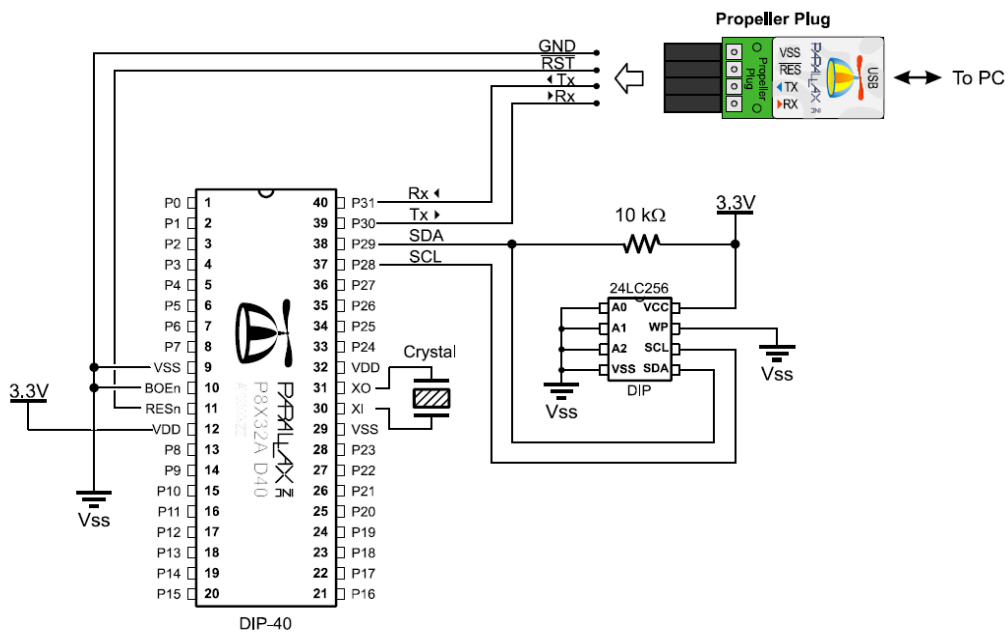 Propeller Plug
GND
RST
Tx
Rx
VSS
RES
TX
RX
Propeller
Plug
PARALLAX INC
USB
To PC
P0 1 40 P31 Rx
P1 2 39 P30 Tx
P2 3 38 P29 SDA
P3 4 37 P28 SCL
P4 5 36 P27
P5 6 35 P26
P6 7 34 P25
P7 8 33 P24
VSS 9 32 VDD
BOEn 10 31 XO
RESn 11 30 XI
VDD 12 29 VSS
P8 13 28 P23
P9 14 27 P22
P10 15 26 P21
P11 16 25 P20
P12 17 24 P19
P13 18 23 P18
P14 19 22 P17
P15 20 21 P16
PARALLAX INC
P8X32A D40
DIP-40
3.3V
Vss
Crystal
10 kΩ
3.3V
24LC256
A0 VCC
A1 WP
A2 SCL
VSS SDA
DIP
Vss
Vss